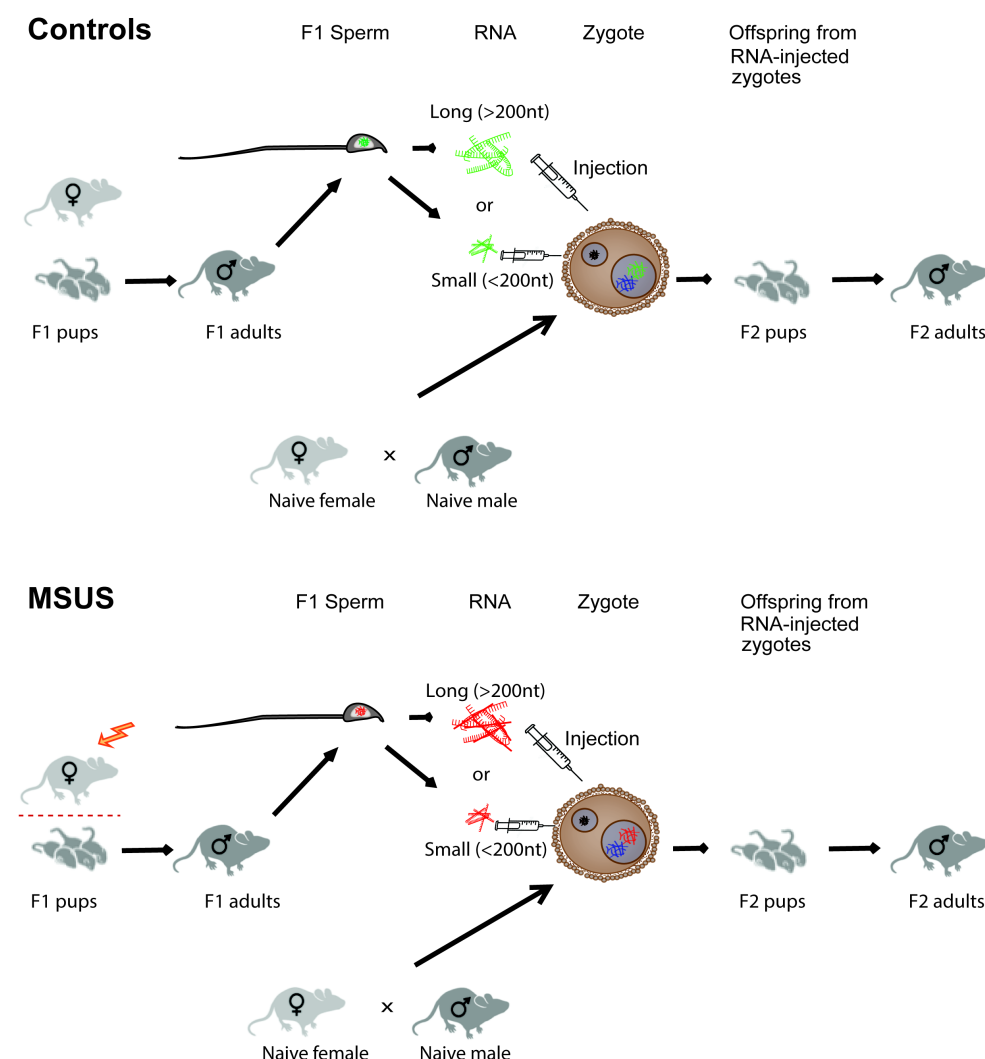 Controls
F1 Sperm
RNA
Zygote
Offspring from
RNA-injected
zygotes
Long (>200nt)
Injection
or
Small (<200nt)
♀
♂
♂
F1 pups
F1 adults
F2 pups
F2 adults
♀
×
♂
Naive female
Naive male
MSUS
F1 Sperm
RNA
Zygote
Offspring from
RNA-injected
zygotes
Long (>200nt)
Injection
or
Small (<200nt)
♀
♂
♂
F1 pups
F1 adults
F2 pups
F2 adults
♀
×
♂
Naive female
Naive male